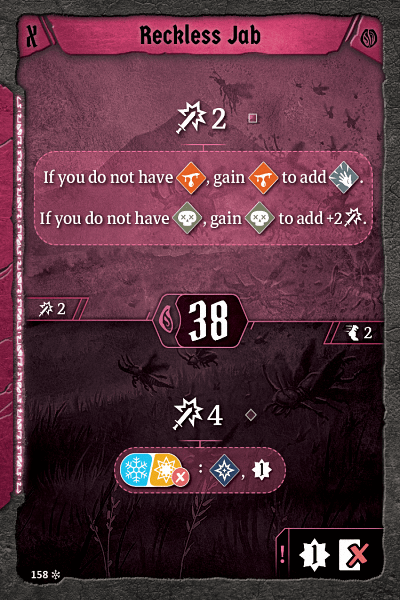 X
Reckless Jab
2
If you do not have , gain to add .
If you do not have , gain to add +2 .
2
38
2
4
: , 1
! 1 X
158